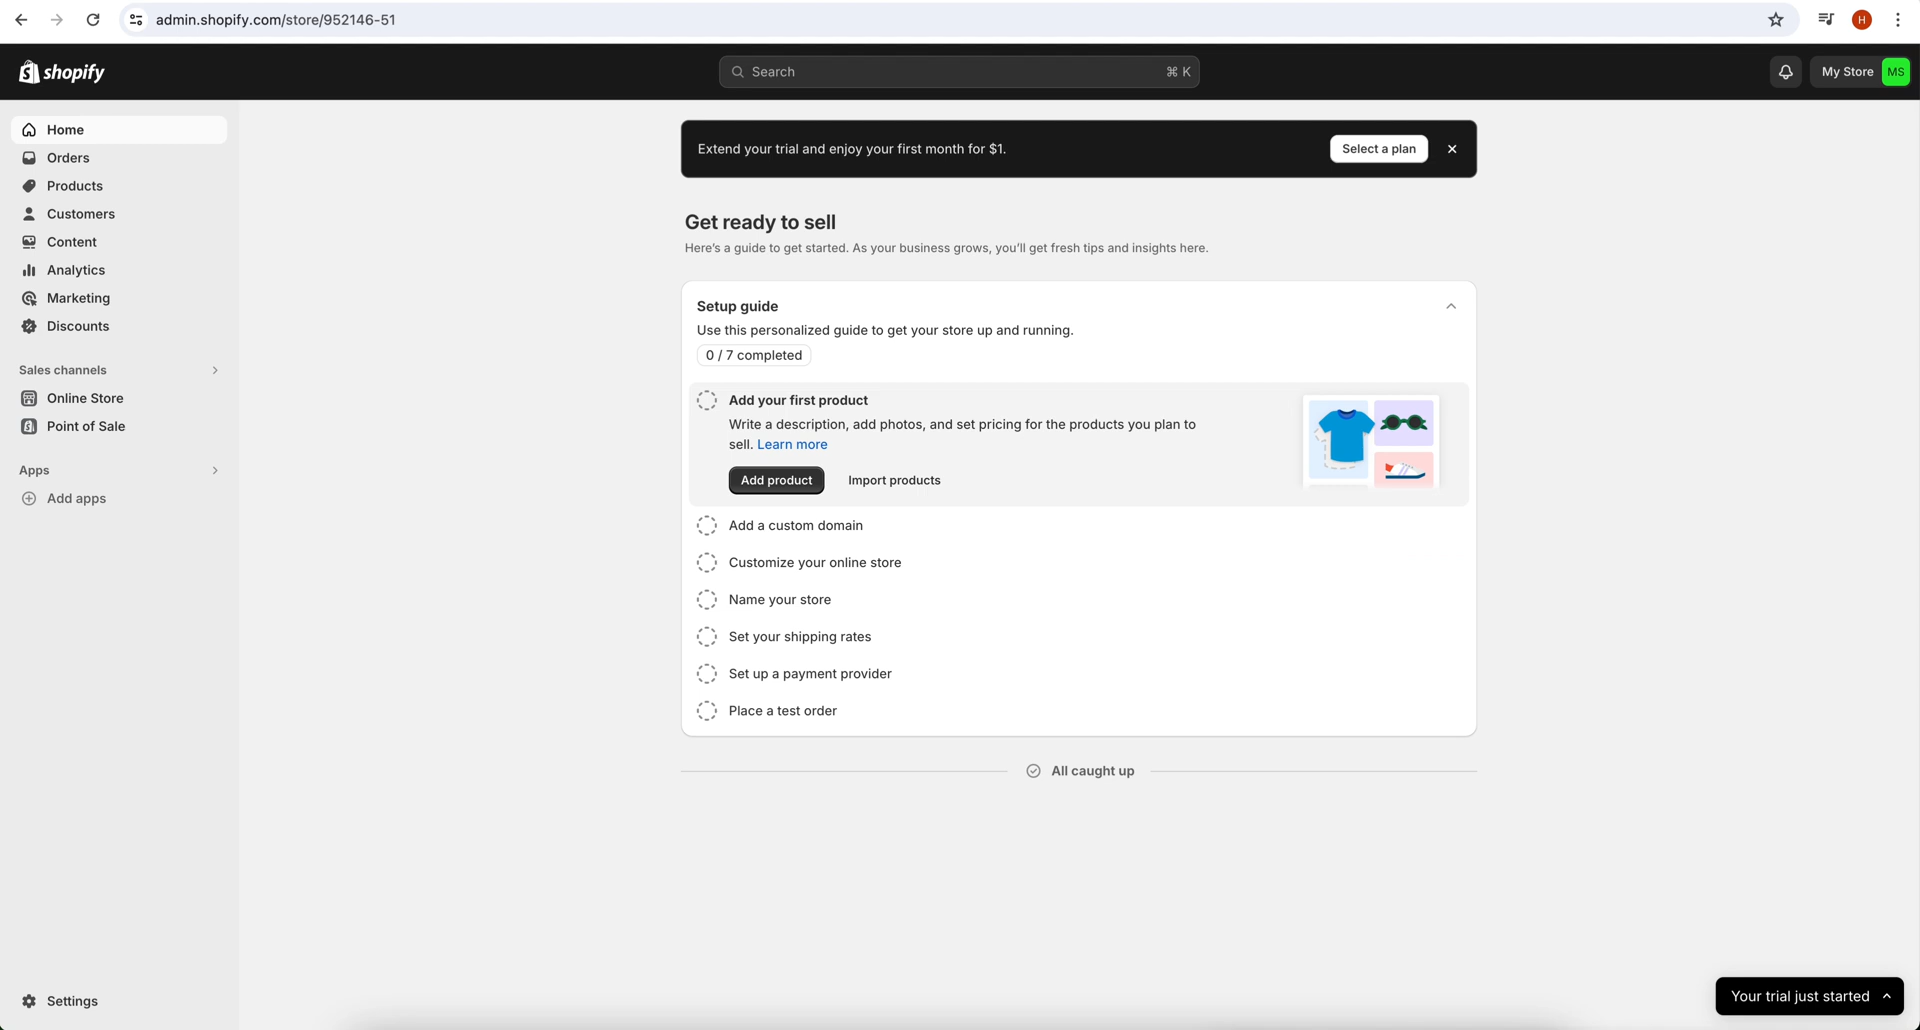 admin.shopify.com/store/952146-51
H
shopify
Search
⌘ K
My Store
MS
Home
Orders
Products
Customers
Content
Analytics
Marketing
Discounts
Sales channels
Online Store
Point of Sale
Apps
Add apps
Settings
Extend your trial and enjoy your first month for $1.
Select a plan
Get ready to sell
Here's a guide to get started. As your business grows, you'll get fresh tips and insights here.
Setup guide
Use this personalized guide to get your store up and running.
0 / 7 completed
Add your first product
Write a description, add photos, and set pricing for the products you plan to
sell. Learn more
Add product
Import products
Add a custom domain
Customize your online store
Name your store
Set your shipping rates
Set up a payment provider
Place a test order
All caught up
Your trial just started